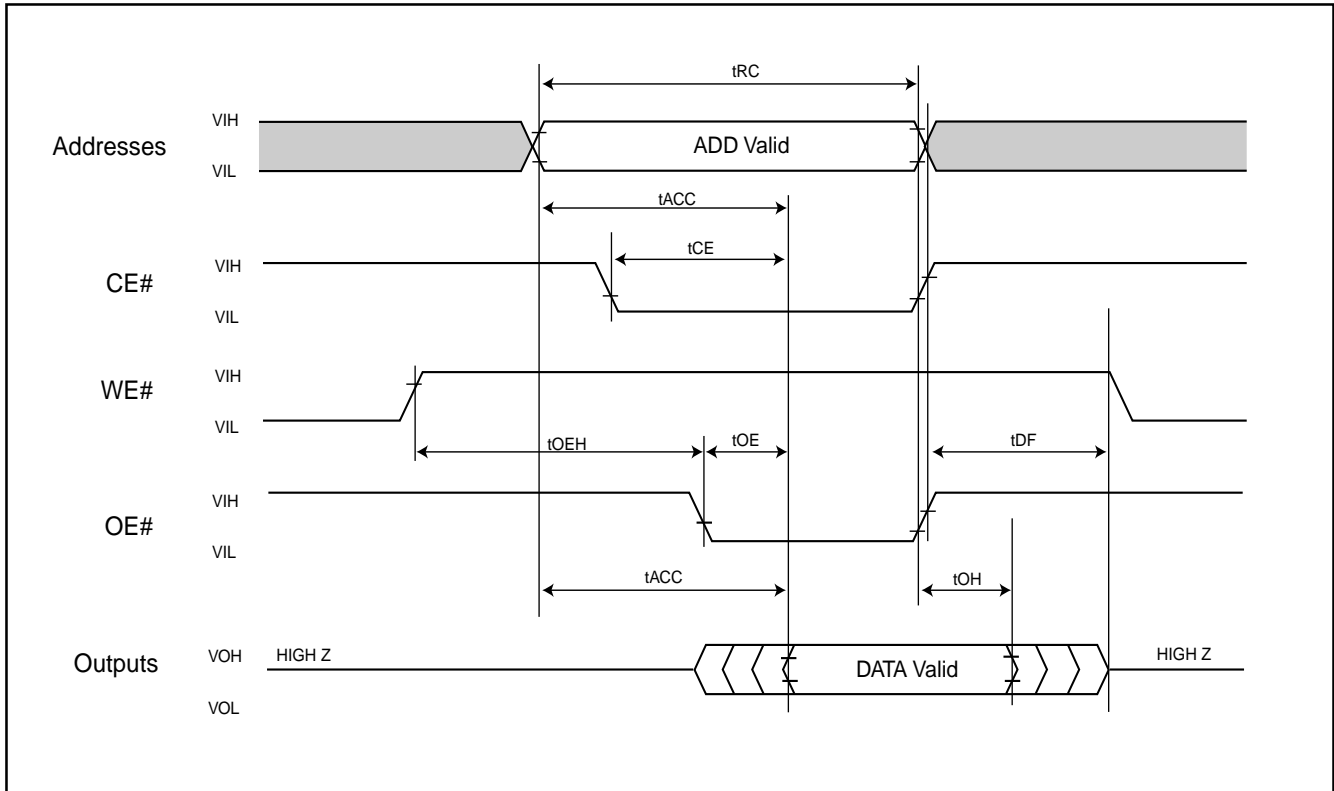 tRC
VIH
Addresses
ADD Valid
VIL
tACC
tCE
VIH
CE#
VIL
VIH
WE#
VIL
tOEH
tOE
tDF
VIH
OE#
VIL
tACC
tOH
VOH
HIGH Z
HIGH Z
Outputs
DATA Valid
VOL